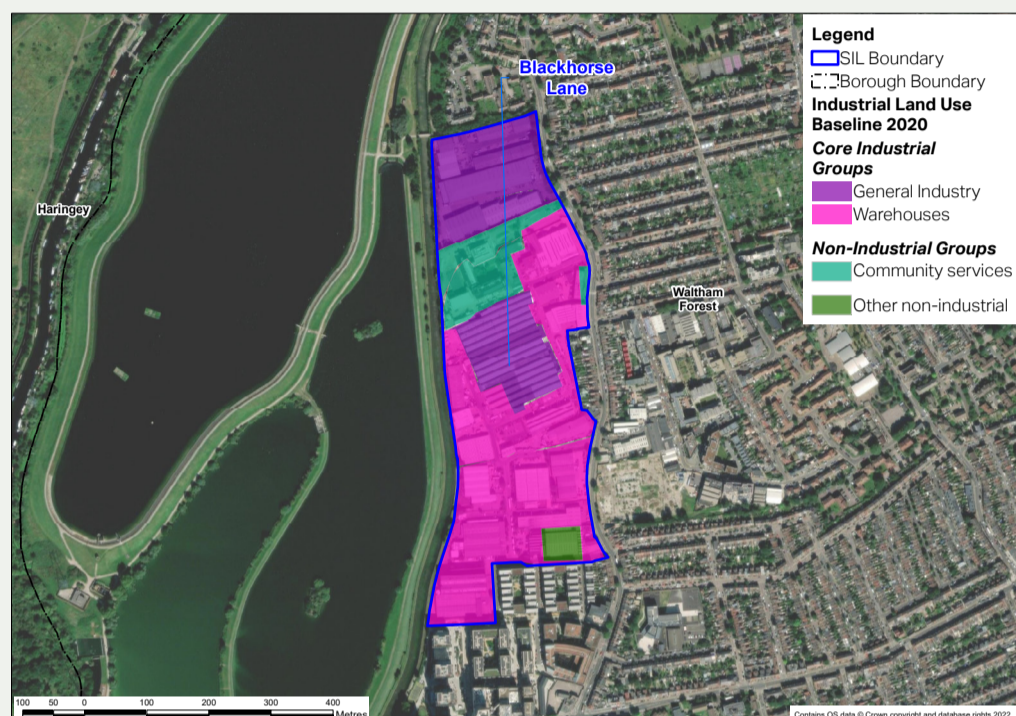 Blackhorse
Lane
Haringey
Waltham
Forest
Legend
SIL Boundary
Borough Boundary
Industrial Land Use
Baseline 2020
Core Industrial
Groups
General Industry
Warehouses
Non-Industrial Groups
Community services
Other non-industrial
100 50 0 100 200 300 400
Metres
Contains OS data © Crown copyright and database rights 2022